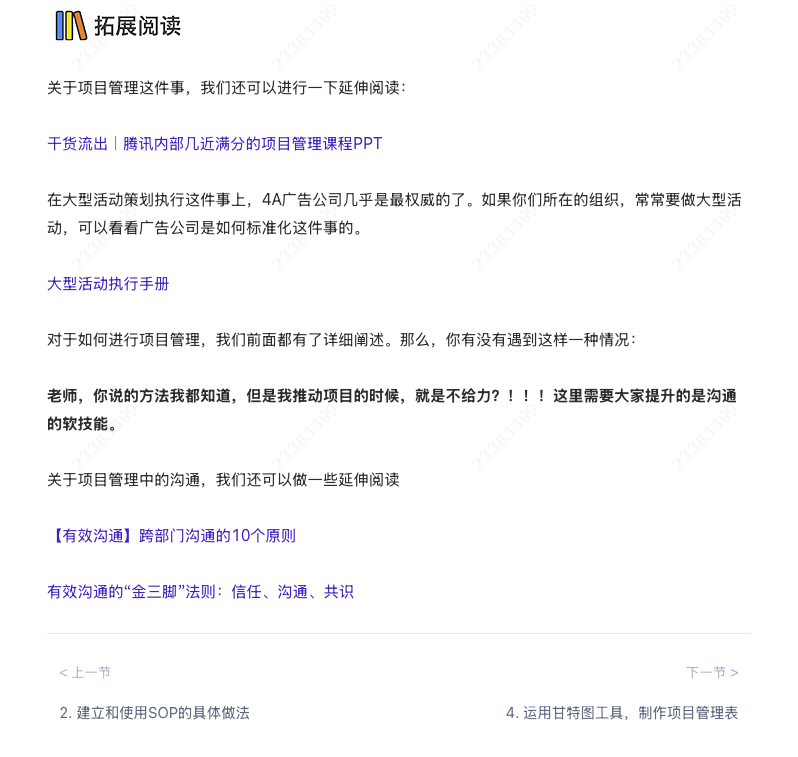 拓展阅读
关于项目管理这件事，我们还可以进行一下延伸阅读：
干货流出｜腾讯内部几近满分的项目管理课程PPT
在大型活动策划执行这件事上，4A广告公司几乎是最权威的了。如果你们所在的组织，常常要做大型活
动，可以看看广告公司是如何标准化这件事的。
大型活动执行手册
对于如何进行项目管理，我们前面都有了详细阐述。那么，你有没有遇到这样一种情况：
老师，你说的方法我都知道，但是我推动项目的时候，就是不给力？！！！这里需要大家提升的是沟通
的软技能。
关于项目管理中的沟通，我们还可以做一些延伸阅读
【有效沟通】跨部门沟通的10个原则
有效沟通的“金三脚”法则：信任、沟通、共识
< 上一节
下一节 >
2. 建立和使用SOP的具体做法
4. 运用甘特图工具，制作项目管理表
23383399
23383399
23383399
23383399
23383399
23383399
23383399
23383399
23383399
23383399
23383399
23383399